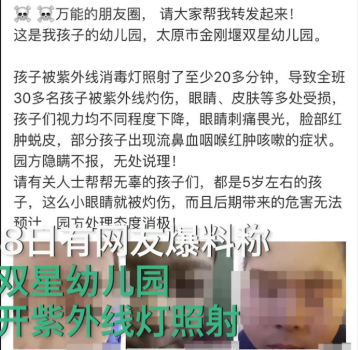 ☠️ ☠️万能的朋友圈，请大家帮我转发起来！
这是我孩子的幼儿园，太原市金刚堰双星幼儿园。
孩子被紫外线消毒灯照射了至少20多分钟，导致全班
30多名孩子被紫外线灼伤，眼睛、皮肤等多处受损，
孩子们视力均不同程度下降，眼睛刺痛畏光，脸部红
肿蜕皮，部分孩子出现流鼻血咽喉红肿咳嗽的症状。
园方隐瞒不报，无处说理！
请有关人士帮帮无辜的孩子们，都是5岁左右的孩
子，这么小眼睛就被灼伤，而且后期带来的危害无法
预计，园方处理态度消极！
8日有网友爆料称
双星幼儿园
开紫外线灯照射